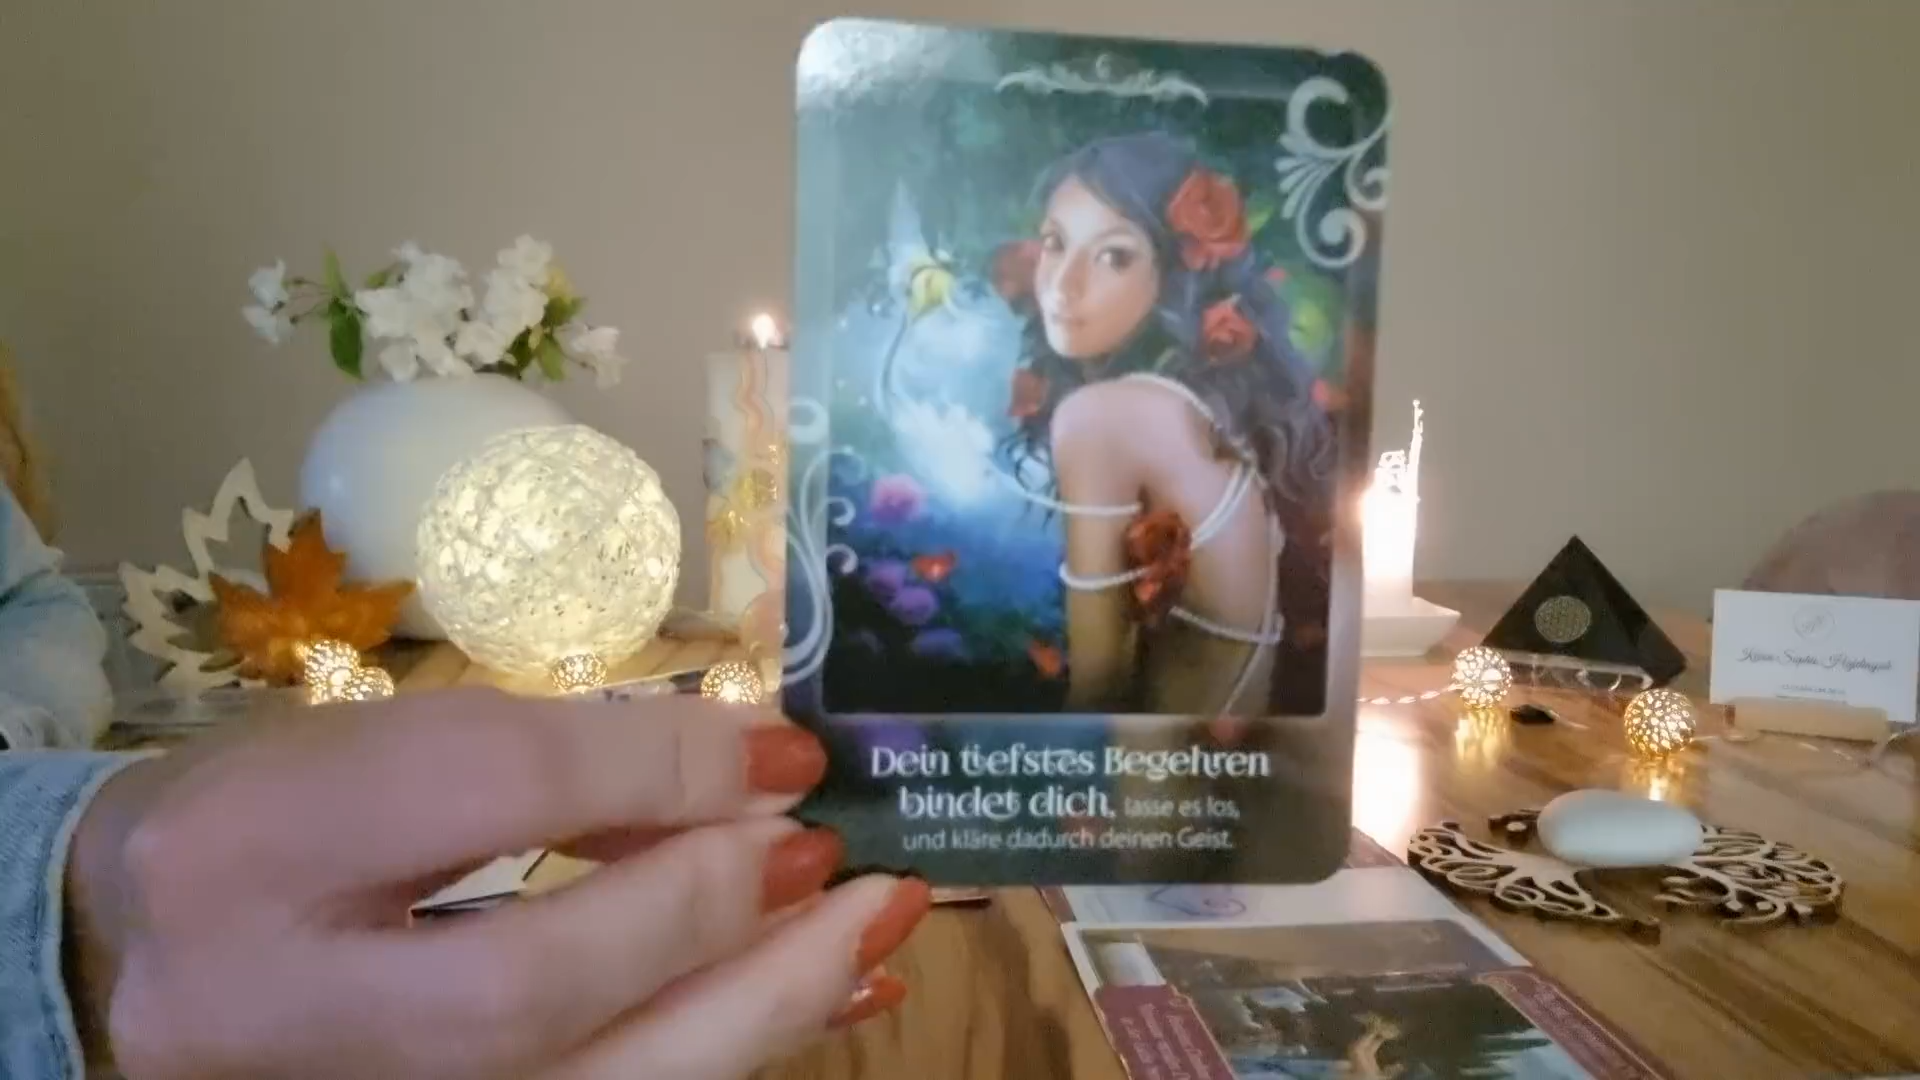 Dein tiefstes Begehren
bindet dich, lasse es los,
und kläre dadurch deinen Geist.